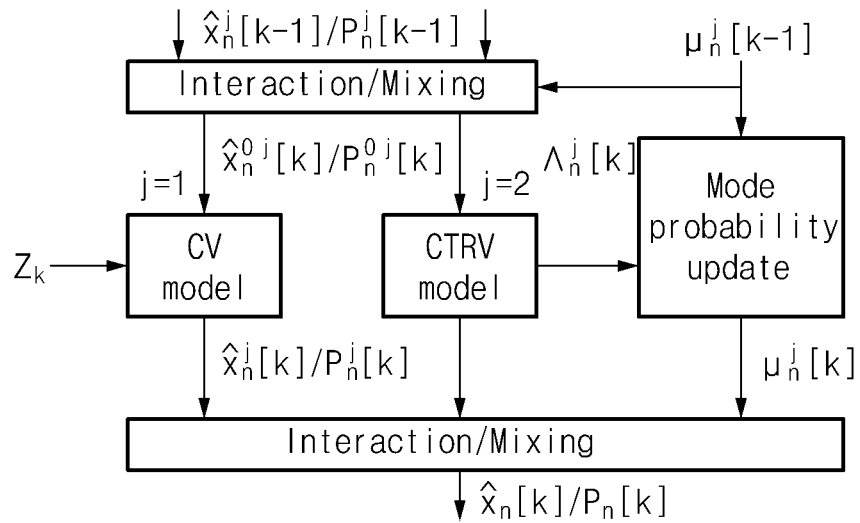 x̂ₙʲ[k-1]/Pₙʲ[k-1]
μₙʲ[k-1]
Interaction/Mixing
x̂ₙ⁰ʲ[k]/Pₙ⁰ʲ[k]
Λₙʲ[k]
j=1
j=2
CV
model
CTRV
model
Mode
probability
update
Zₖ
x̂ₙʲ[k]/Pₙʲ[k]
μₙʲ[k]
Interaction/Mixing
x̂ₙ[k]/Pₙ[k]